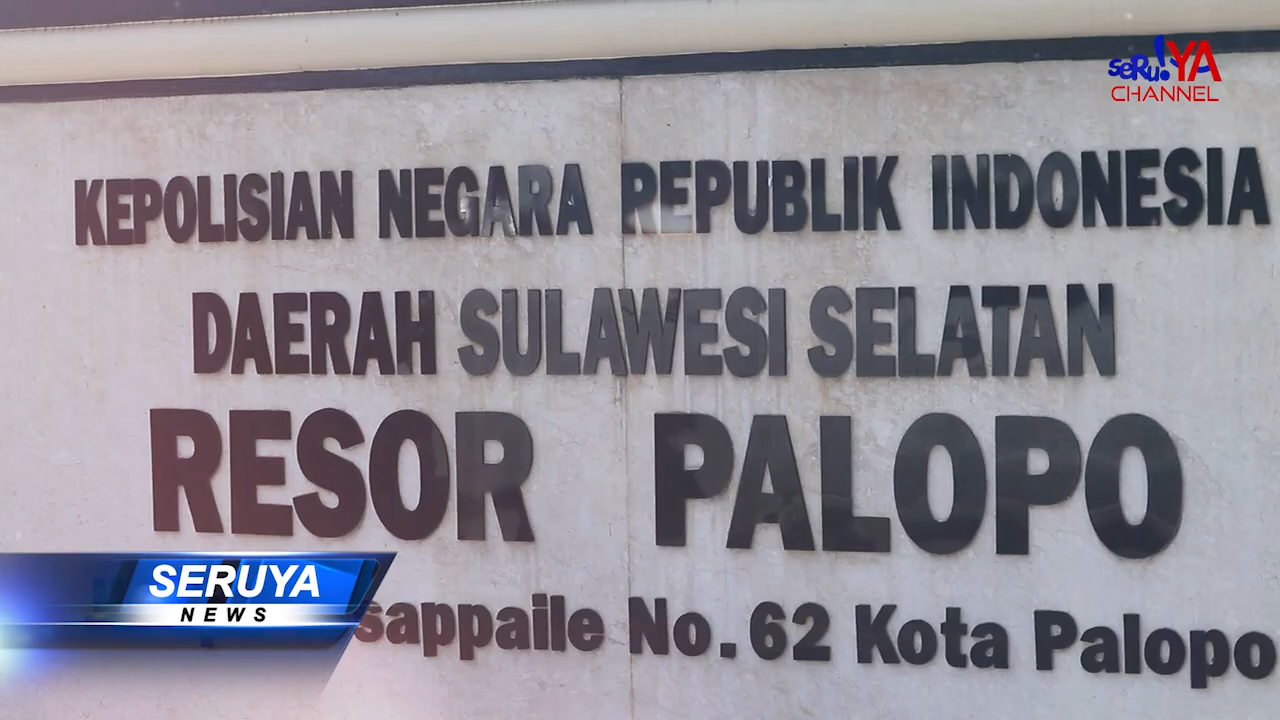 seRu!YA
CHANNEL
KEPOLISIAN NEGARA REPUBLIK INDONESIA
DAERAH SULAWESI SELATAN
RESOR PALOPO
SERUYA
NEWS
sappaile No. 62 Kota Palopo